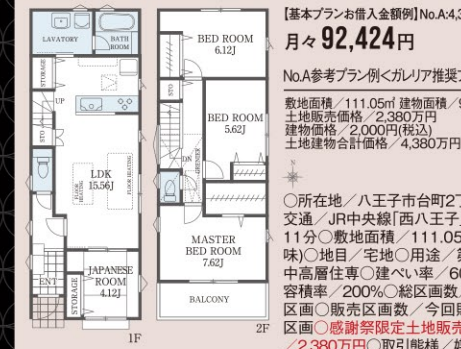 LAVATORY
BATH
ROOM
STORAGE
UP
STO
LDK
15.56J
FLOOR
HEATING
FLOOR
HEATING
JAPANESE
ROOM
4.12J
STORAGE
ENT
1F
BED ROOM
6.12J
STO
BED ROOM
5.62J
DN
MASTER
BED ROOM
7.62J
BALCONY
2F
【基本プランお借入金額例】No.A:4,3
月々92,424円
No.A参考プラン例<ガレリア推奨プ
敷地面積/111.05㎡ 建物面積/9
土地販売価格/2,380万円
建物価格/2,000円(税込)
土地建物合計価格/4,380万円
○所在地/八王子市台町2丁
交通/JR中央線「西八王子」
11分○敷地面積/111.05
味)○地目/宅地○用途/第
中高層住専○建ぺい率/60
容積率/200%○総区画数/
区画○販売区画数/今回販
区画○感謝祭限定土地販売
/2,380万円○取引態様/媒